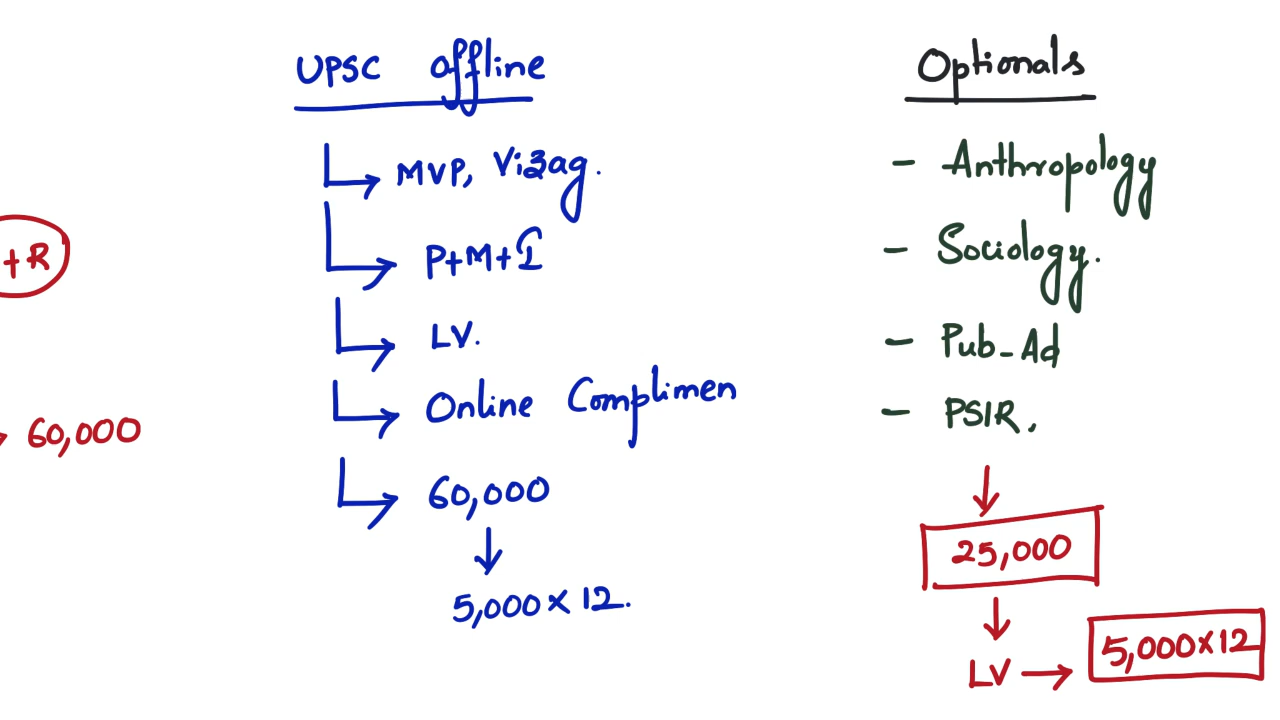 +R
60,000
UPSC offline
MVP, Vizag.
P+M+I
LV.
Online Complimen
60,000
5,000 x 12.
Optionals
- Anthropology
- Sociology.
- Pub-Ad
- PSIR.
25,000
LV → 5,000 x 12